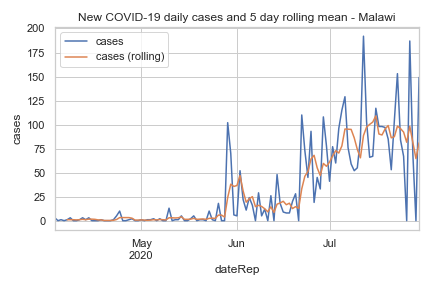 New COVID-19 daily cases and 5 day rolling mean - Malawi
cases
cases (rolling)
200
175
150
125
100
75
50
25
0
cases
May
2020
Jun
Jul
dateRep